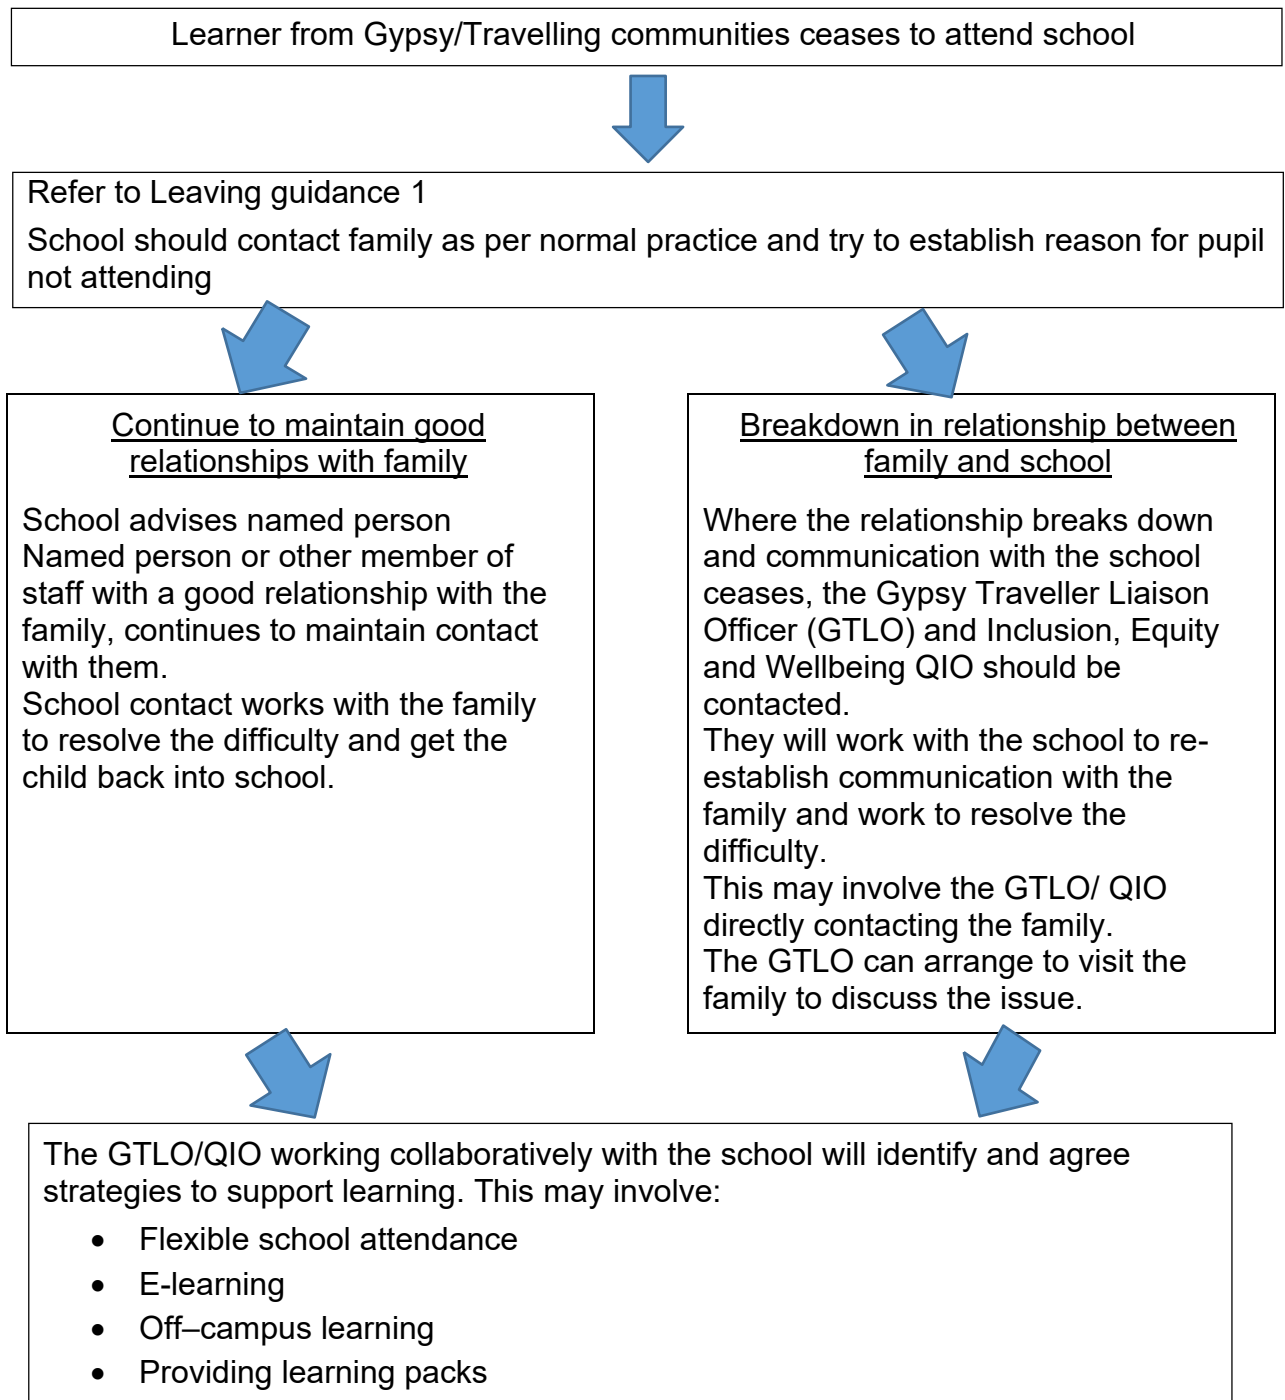 Learner from Gypsy/Travelling communities ceases to attend school
Refer to Leaving guidance 1
School should contact family as per normal practice and try to establish reason for pupil
not attending
Continue to maintain good
relationships with family
School advises named person
Named person or other member of
staff with a good relationship with the
family, continues to maintain contact
with them.
School contact works with the family
to resolve the difficulty and get the
child back into school.
Breakdown in relationship between
family and school
Where the relationship breaks down
and communication with the school
ceases, the Gypsy Traveller Liaison
Officer (GTLO) and Inclusion, Equity
and Wellbeing QIO should be
contacted.
They will work with the school to re-
establish communication with the
family and work to resolve the
difficulty.
This may involve the GTLO/ QIO
directly contacting the family.
The GTLO can arrange to visit the
family to discuss the issue.
The GTLO/QIO working collaboratively with the school will identify and agree
strategies to support learning. This may involve:
• Flexible school attendance
• E-learning
• Off–campus learning
• Providing learning packs